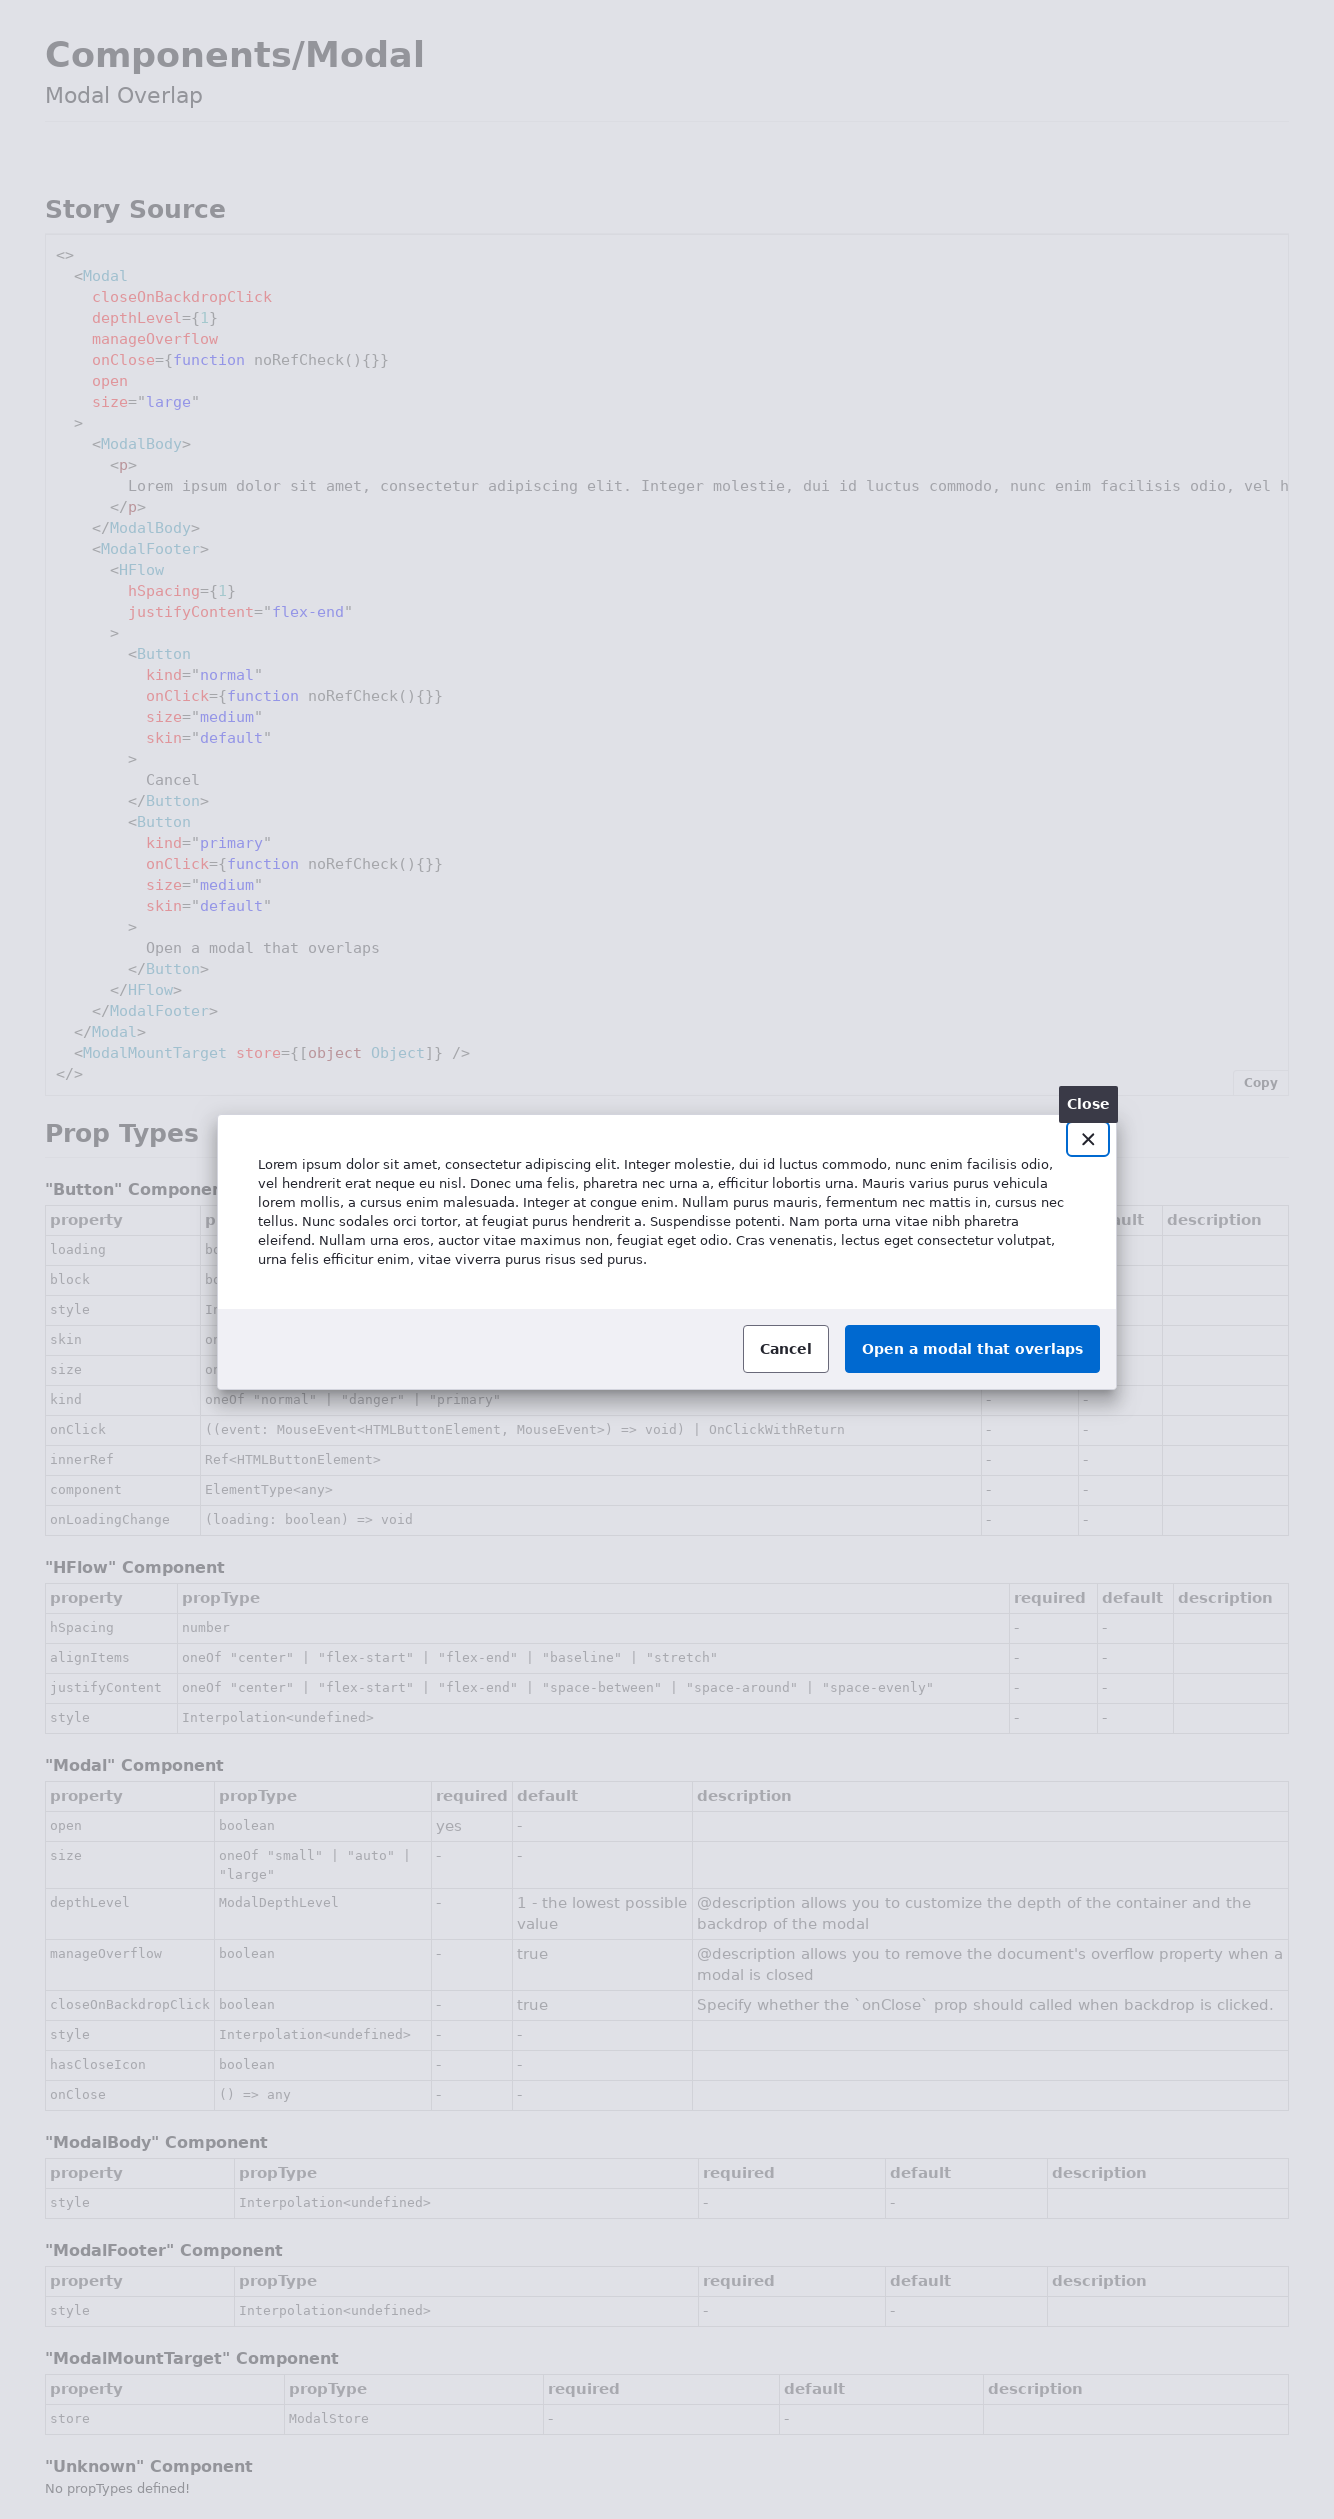 Components/Modal
Modal Overlap
Story Source
<>
  <Modal
    closeOnBackdropClick
    depthLevel={1}
    manageOverflow
    onClose={function noRefCheck(){}}
    open
    size="large"
  >
    <ModalBody>
      <p>
        Lorem ipsum dolor sit amet, consectetur adipiscing elit. Integer molestie, dui id luctus commodo, nunc enim facilisis odio, vel h
      </p>
    </ModalBody>
    <ModalFooter>
      <HFlow
        hSpacing={1}
        justifyContent="flex-end"
      >
        <Button
          kind="normal"
          onClick={function noRefCheck(){}}
          size="medium"
          skin="default"
        >
          Cancel
        </Button>
        <Button
          kind="primary"
          onClick={function noRefCheck(){}}
          size="medium"
          skin="default"
        >
          Open a modal that overlaps
        </Button>
      </HFlow>
    </ModalFooter>
  </Modal>
  <ModalMountTarget store={[object Object]} />
</>
Copy
Close
Prop Types
Lorem ipsum dolor sit amet, consectetur adipiscing elit. Integer molestie, dui id luctus commodo, nunc enim facilisis odio,
vel hendrerit erat neque eu nisl. Donec urna felis, pharetra nec urna a, efficitur lobortis urna. Mauris varius purus vehicula
lorem mollis, a cursus enim malesuada. Integer at congue enim. Nullam purus mauris, fermentum nec mattis in, cursus nec
tellus. Nunc sodales orci tortor, at feugiat purus hendrerit a. Suspendisse potenti. Nam porta urna vitae nibh pharetra
eleifend. Nullam urna eros, auctor vitae maximus non, feugiat eget odio. Cras venenatis, lectus eget consectetur volutpat,
urna felis efficitur enim, vitae viverra purus risus sed purus.
Cancel Open a modal that overlaps
"Button" Componen
property p ault description
loading bo
block bo
style In
skin on
size on
kind oneOf "normal" | "danger" | "primary" - -
onClick ((event: MouseEvent<HTMLButtonElement, MouseEvent>) => void) | OnClickWithReturn - -
innerRef Ref<HTMLButtonElement> - -
component ElementType<any> - -
onLoadingChange (loading: boolean) => void - -
"HFlow" Component
property propType required default description
hSpacing number - -
alignItems oneOf "center" | "flex-start" | "flex-end" | "baseline" | "stretch" - -
justifyContent oneOf "center" | "flex-start" | "flex-end" | "space-between" | "space-around" | "space-evenly" - -
style Interpolation<undefined> - -
"Modal" Component
property propType required default description
open boolean yes -
size oneOf "small" | "auto" | - -
"large"
depthLevel ModalDepthLevel - 1 - the lowest possible @description allows you to customize the depth of the container and the
value backdrop of the modal
manageOverflow boolean - true @description allows you to remove the document's overflow property when a
modal is closed
closeOnBackdropClick boolean - true Specify whether the `onClose` prop should called when backdrop is clicked.
style Interpolation<undefined> - -
hasCloseIcon boolean - -
onClose () => any - -
"ModalBody" Component
property propType required default description
style Interpolation<undefined> - -
"ModalFooter" Component
property propType required default description
style Interpolation<undefined> - -
"ModalMountTarget" Component
property propType required default description
store ModalStore - -
"Unknown" Component
No propTypes defined!